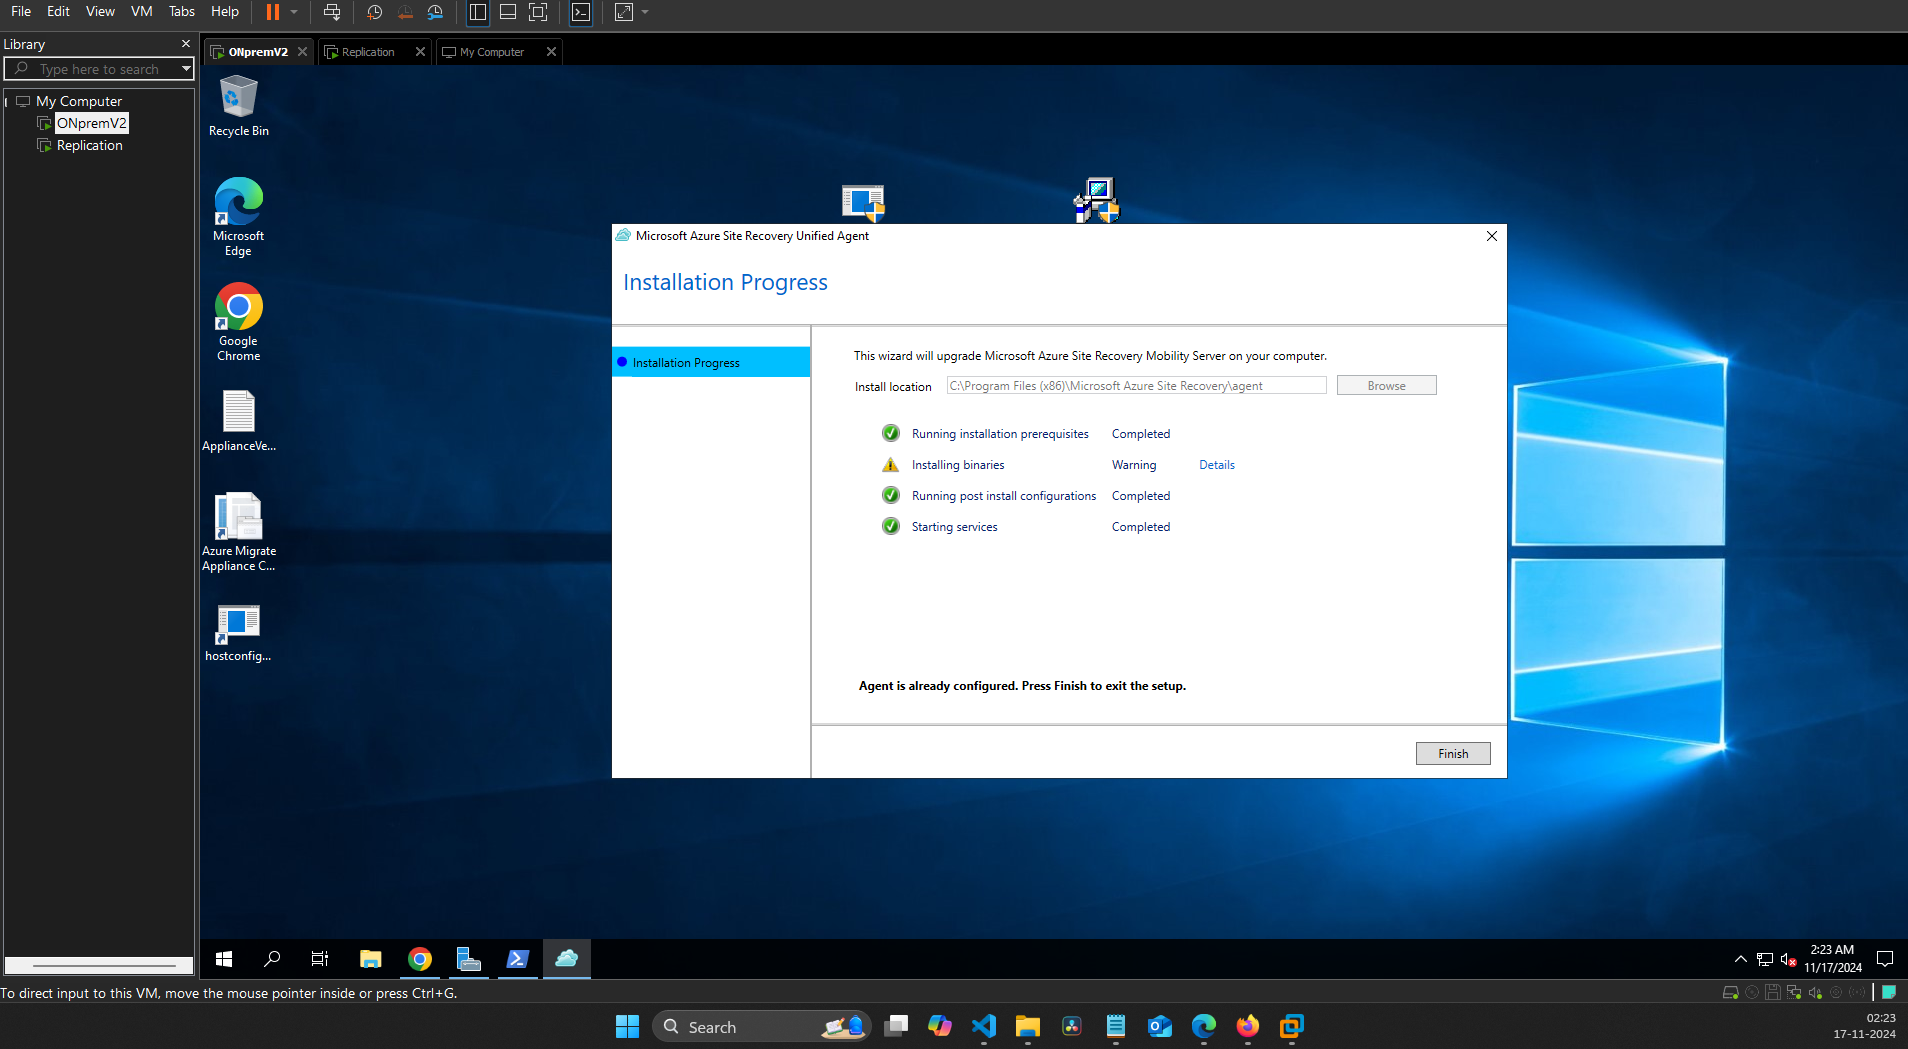 File Edit View VM Tabs Help
Library
Type here to search
My Computer
ONpremV2
Replication
ONpremV2
Replication
My Computer
Recycle Bin
Microsoft
Edge
Google
Chrome
ApplianceVe...
Azure Migrate
Appliance C...
hostconfig...
Microsoft Azure Site Recovery Unified Agent
Installation Progress
Installation Progress
This wizard will upgrade Microsoft Azure Site Recovery Mobility Server on your computer.
Install location C:\Program Files (x86)\Microsoft Azure Site Recovery\agent Browse
Running installation prerequisites Completed
Installing binaries Warning Details
Running post install configurations Completed
Starting services Completed
Agent is already configured. Press Finish to exit the setup.
Finish
2:23 AM
11/17/2024
To direct input to this VM, move the mouse pointer inside or press Ctrl+G.
Search
02:23
17-11-2024